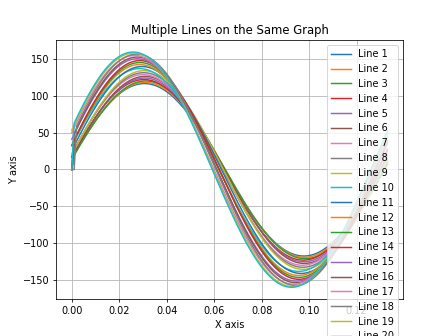 Multiple Lines on the Same Graph
150
100
50
0
−50
−100
−150
Y axis
0.00
0.02
0.04
0.06
0.08
0.10
X axis
Line 1
Line 2
Line 3
Line 4
Line 5
Line 6
Line 7
Line 8
Line 9
Line 10
Line 11
Line 12
Line 13
Line 14
Line 15
Line 16
Line 17
Line 18
Line 19
Line 20